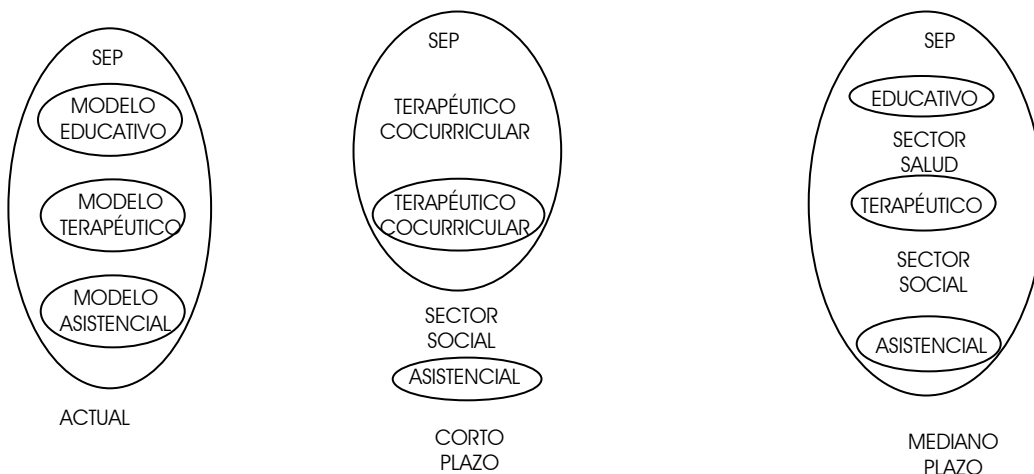 SEP
MODELO
EDUCATIVO
MODELO
TERAPÉUTICO
MODELO
ASISTENCIAL
ACTUAL
SEP
TERAPÉUTICO
COCURRICULAR
TERAPÉUTICO
COCURRICULAR
SECTOR
SOCIAL
ASISTENCIAL
CORTO
PLAZO
SEP
EDUCATIVO
SECTOR
SALUD
TERAPÉUTICO
SECTOR
SOCIAL
ASISTENCIAL
MEDIANO
PLAZO